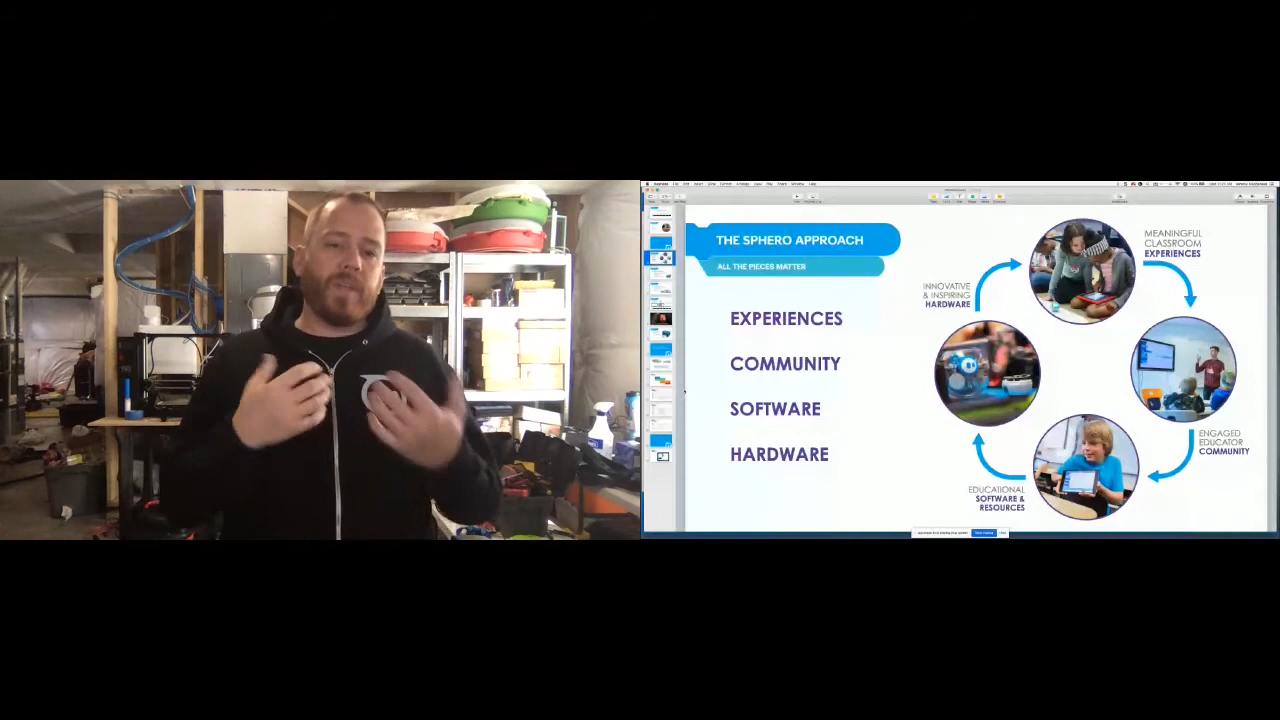 THE SPHERO APPROACH
ALL THE PIECES MATTER
EXPERIENCES
COMMUNITY
SOFTWARE
HARDWARE
MEANINGFUL
CLASSROOM
EXPERIENCES
INNOVATIVE
& INSPIRING
HARDWARE
ENGAGED
EDUCATOR
COMMUNITY
EDUCATIONAL
SOFTWARE &
RESOURCES